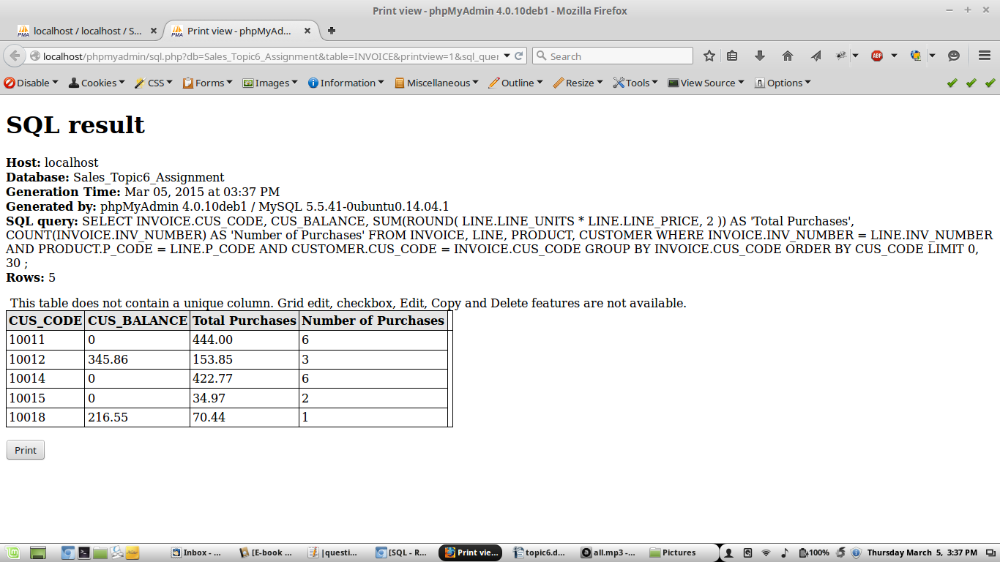 Print view - phpMyAdmin 4.0.10deb1 - Mozilla Firefox
localhost / localhost / S...
Print view - phpMyAd...
localhost/phpmyadmin/sql.php?db=Sales_Topic6_Assignment&table=INVOICE&printview=1&sql_quer
Search
ABP
Disable Cookies CSS Forms Images Information Miscellaneous Outline Resize Tools View Source Options
SQL result
Host: localhost
Database: Sales_Topic6_Assignment
Generation Time: Mar 05, 2015 at 03:37 PM
Generated by: phpMyAdmin 4.0.10deb1 / MySQL 5.5.41-0ubuntu0.14.04.1
SQL query: SELECT INVOICE.CUS_CODE, CUS_BALANCE, SUM(ROUND( LINE.LINE_UNITS * LINE.LINE_PRICE, 2 )) AS 'Total Purchases',
COUNT(INVOICE.INV_NUMBER) AS 'Number of Purchases' FROM INVOICE, LINE, PRODUCT, CUSTOMER WHERE INVOICE.INV_NUMBER = LINE.INV_NUMBER
AND PRODUCT.P_CODE = LINE.P_CODE AND CUSTOMER.CUS_CODE = INVOICE.CUS_CODE GROUP BY INVOICE.CUS_CODE ORDER BY CUS_CODE LIMIT 0,
30 ;
Rows: 5
This table does not contain a unique column. Grid edit, checkbox, Edit, Copy and Delete features are not available.
CUS_CODE CUS_BALANCE Total Purchases Number of Purchases
10011 0 444.00 6
10012 345.86 153.85 3
10014 0 422.77 6
10015 0 34.97 2
10018 216.55 70.44 1
Print
Inbox - ... [E-book ... |questi... [SQL - R... Print vie... topic6.d... all.mp3 -... Pictures 100% Thursday March 5, 3:37 PM